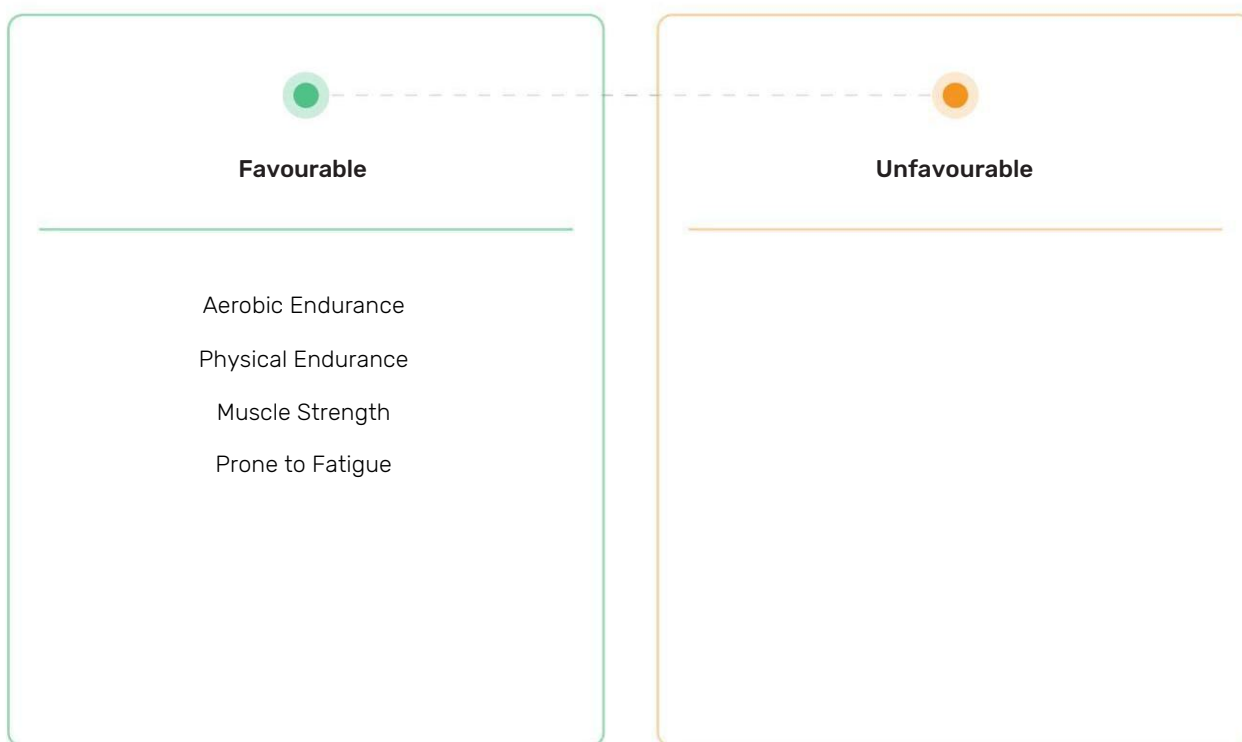 Favourable
Unfavourable
Aerobic Endurance
Physical Endurance
Muscle Strength
Prone to Fatigue